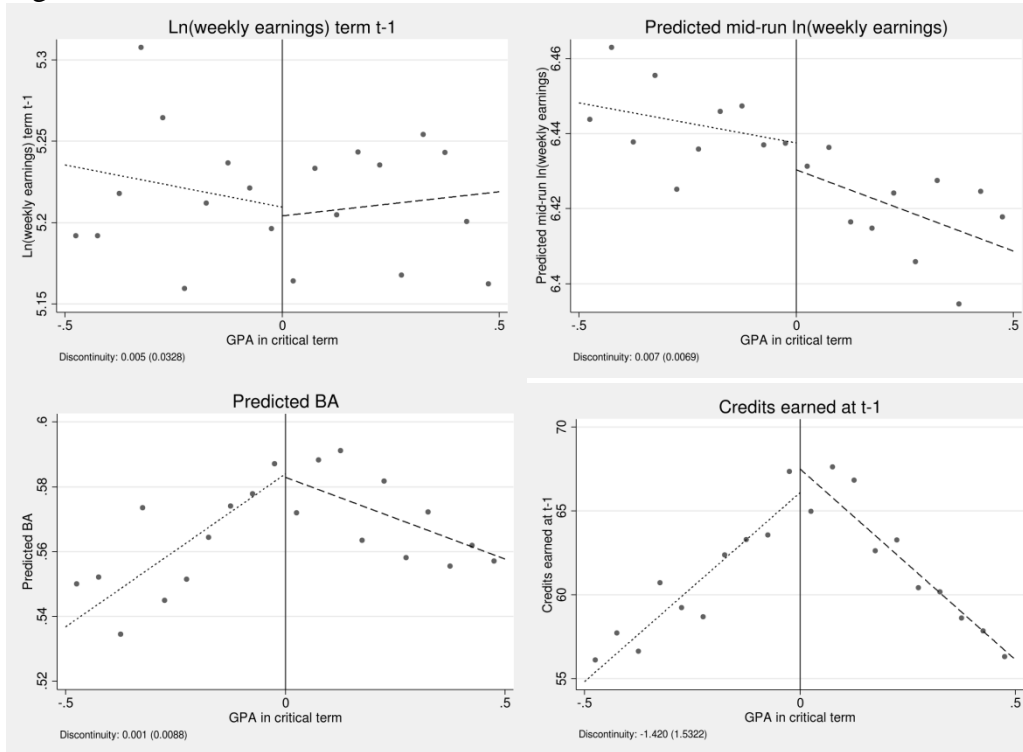 Ln(weekly earnings) term t-1
Ln(weekly earnings) term t-1
5.3
5.25
5.2
5.15
-.5
0
.5
GPA in critical term
Discontinuity: 0.005 (0.0328)
Predicted mid-run ln(weekly earnings)
Predicted mid-run ln(weekly earnings)
6.46
6.44
6.42
6.4
-.5
0
.5
GPA in critical term
Discontinuity: 0.007 (0.0069)
Predicted BA
Predicted BA
.6
.58
.56
.54
.52
-.5
0
.5
GPA in critical term
Discontinuity: 0.001 (0.0088)
Credits earned at t-1
Credits earned at t-1
70
65
60
55
-.5
0
.5
GPA in critical term
Discontinuity: -1.420 (1.5322)